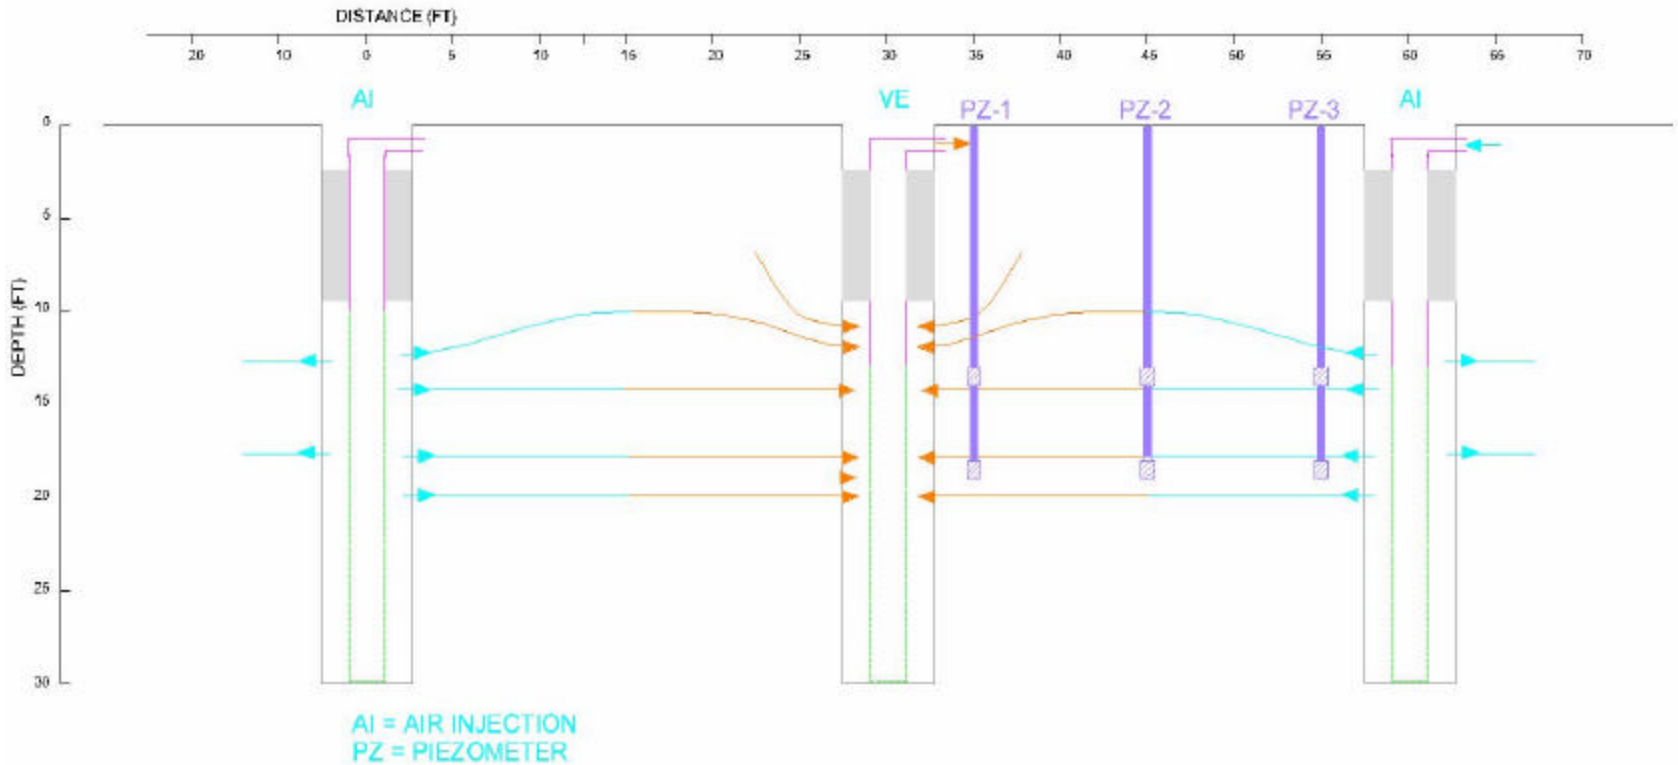 DISTANCE (FT)
20 10 0 5 10 15 20 25 30 35 40 45 50 55 60 65 70
AI VE PZ-1 PZ-2 PZ-3 AI
DEPTH (FT)
0
5
10
15
20
25
30
AI = AIR INJECTION
PZ = PIEZOMETER